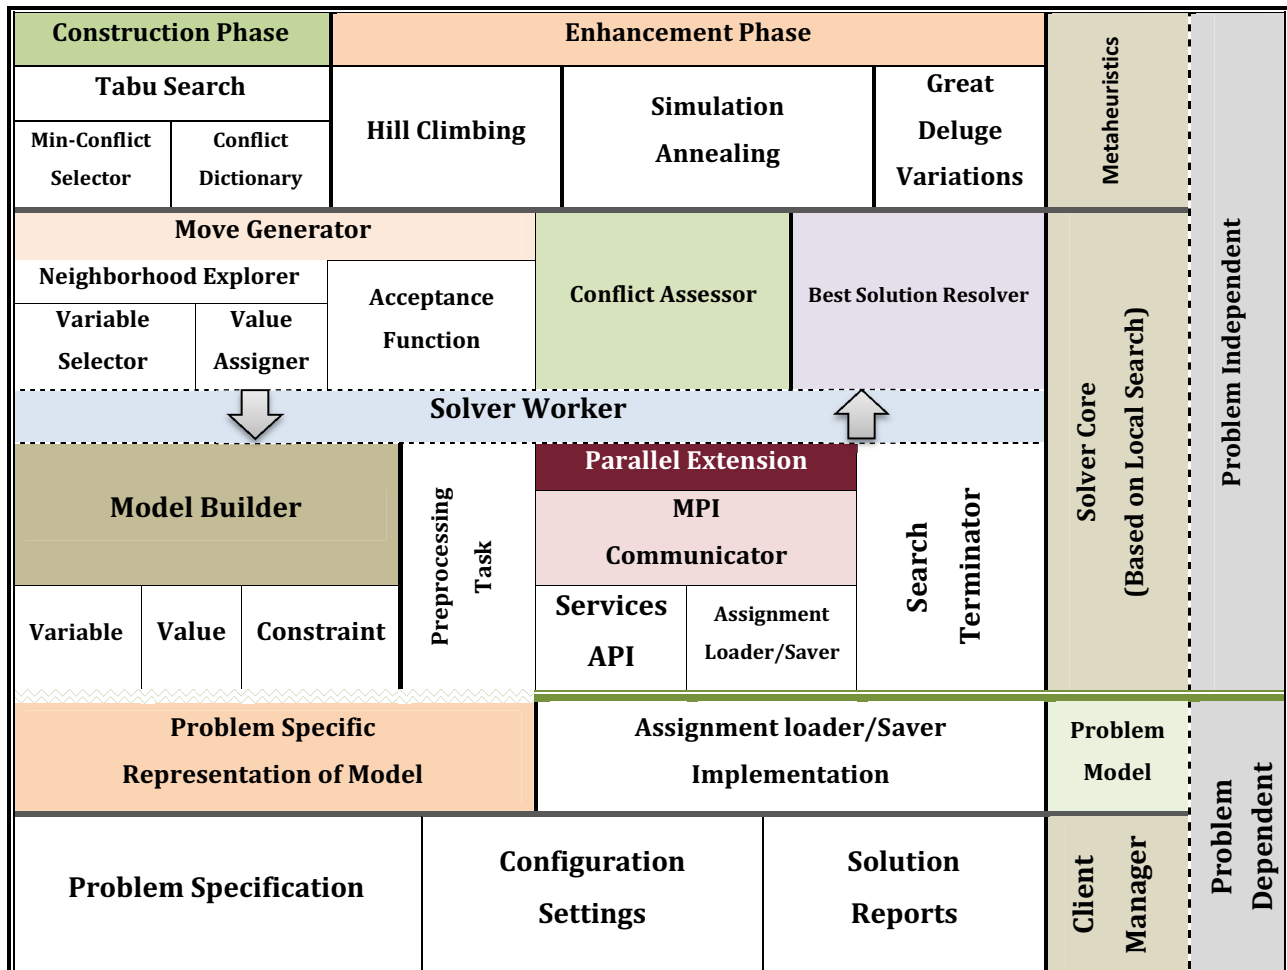 Construction Phase
Enhancement Phase
Tabu Search
Min-Conflict
Selector
Conflict
Dictionary
Hill Climbing
Simulation
Annealing
Great
Deluge
Variations
Metaheuristics
Move Generator
Neighborhood Explorer
Variable
Selector
Value
Assigner
Acceptance
Function
Conflict Assessor
Best Solution Resolver
Solver Worker
Model Builder
Variable
Value
Constraint
Preprocessing
Task
Parallel Extension
MPI
Communicator
Services
API
Assignment
Loader/Saver
Search
Terminator
Solver Core
(Based on Local Search)
Problem Independent
Problem Specific
Representation of Model
Assignment loader/Saver
Implementation
Problem
Model
Problem Specification
Configuration
Settings
Solution
Reports
Client
Manager
Problem
Dependent